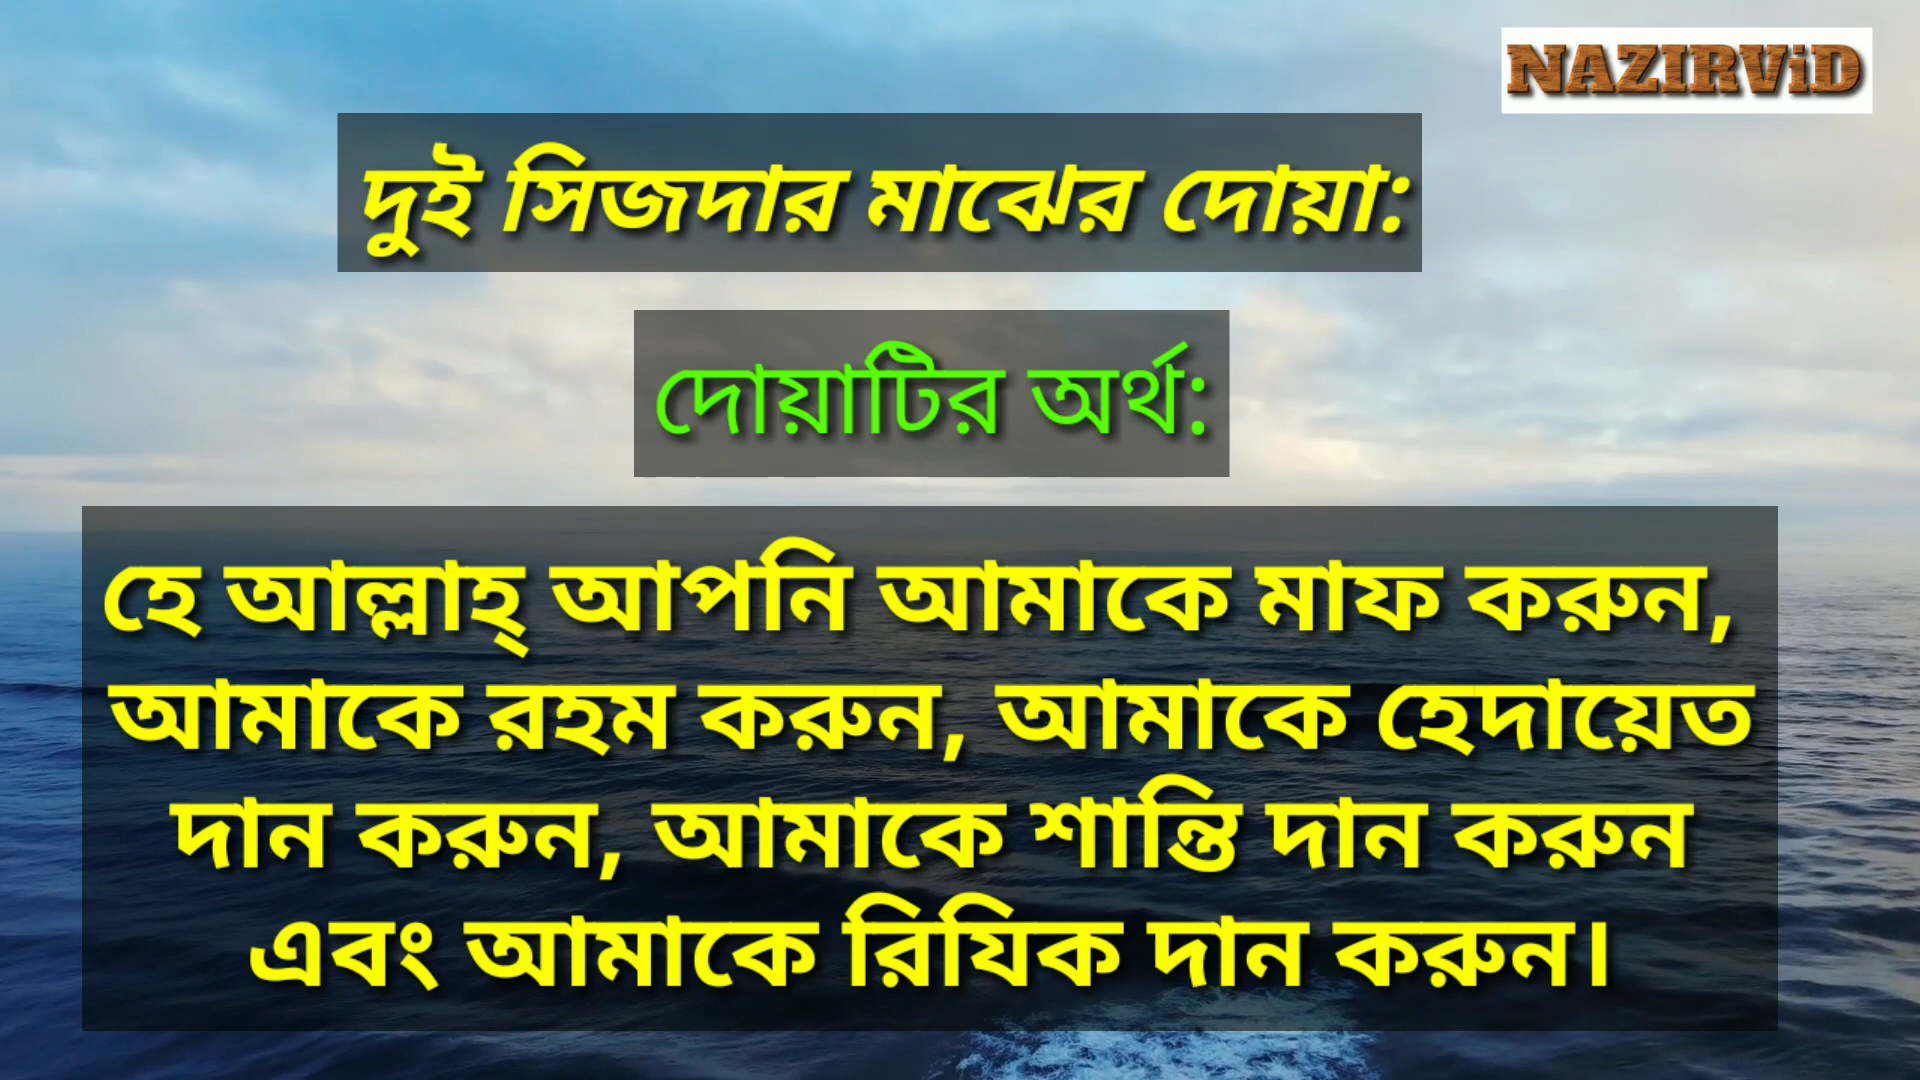 NAZIRViD
দুই সিজদার মাঝের দোয়া:
দোয়াটির অর্থ:
হে আল্লাহ্ আপনি আমাকে মাফ করুন,
আমাকে রহম করুন, আমাকে হেদায়েত
দান করুন, আমাকে শান্তি দান করুন
এবং আমাকে রিযিক দান করুন।